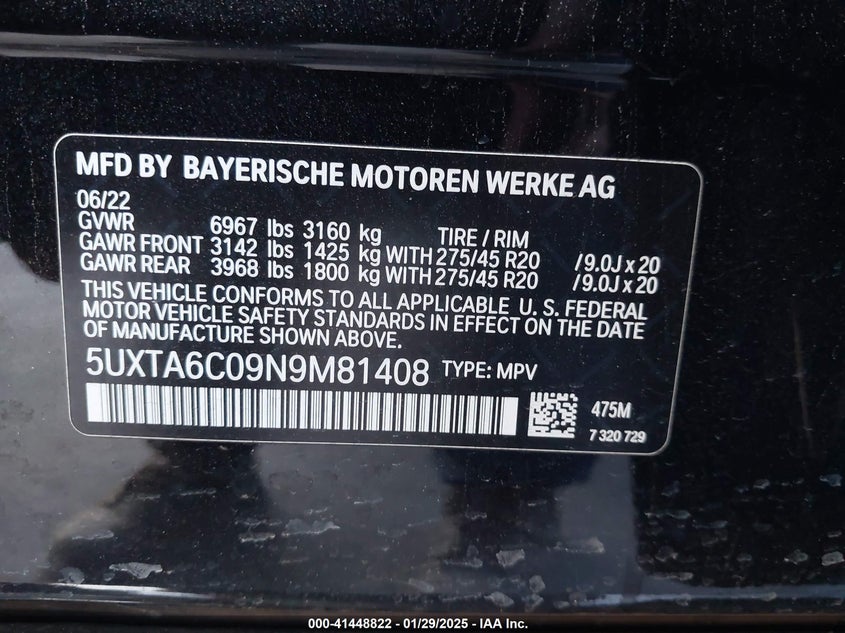 MFD BY BAYERISCHE MOTOREN WERKE AG
06/22
GVWR 6967 lbs 3160 kg TIRE / RIM
GAWR FRONT 3142 lbs 1425 kg WITH 275/45 R20 /9.0J x 20
GAWR REAR 3968 lbs 1800 kg WITH 275/45 R20 /9.0J x 20
THIS VEHICLE CONFORMS TO ALL APPLICABLE U. S. FEDERAL
MOTOR VEHICLE SAFETY STANDARDS IN EFFECT ON THE DATE
OF MANUFACTURE SHOWN ABOVE.
5UXTA6C09N9M81408 TYPE: MPV
475M
7 320 729
000-41448822 - 01/29/2025 - IAA Inc.